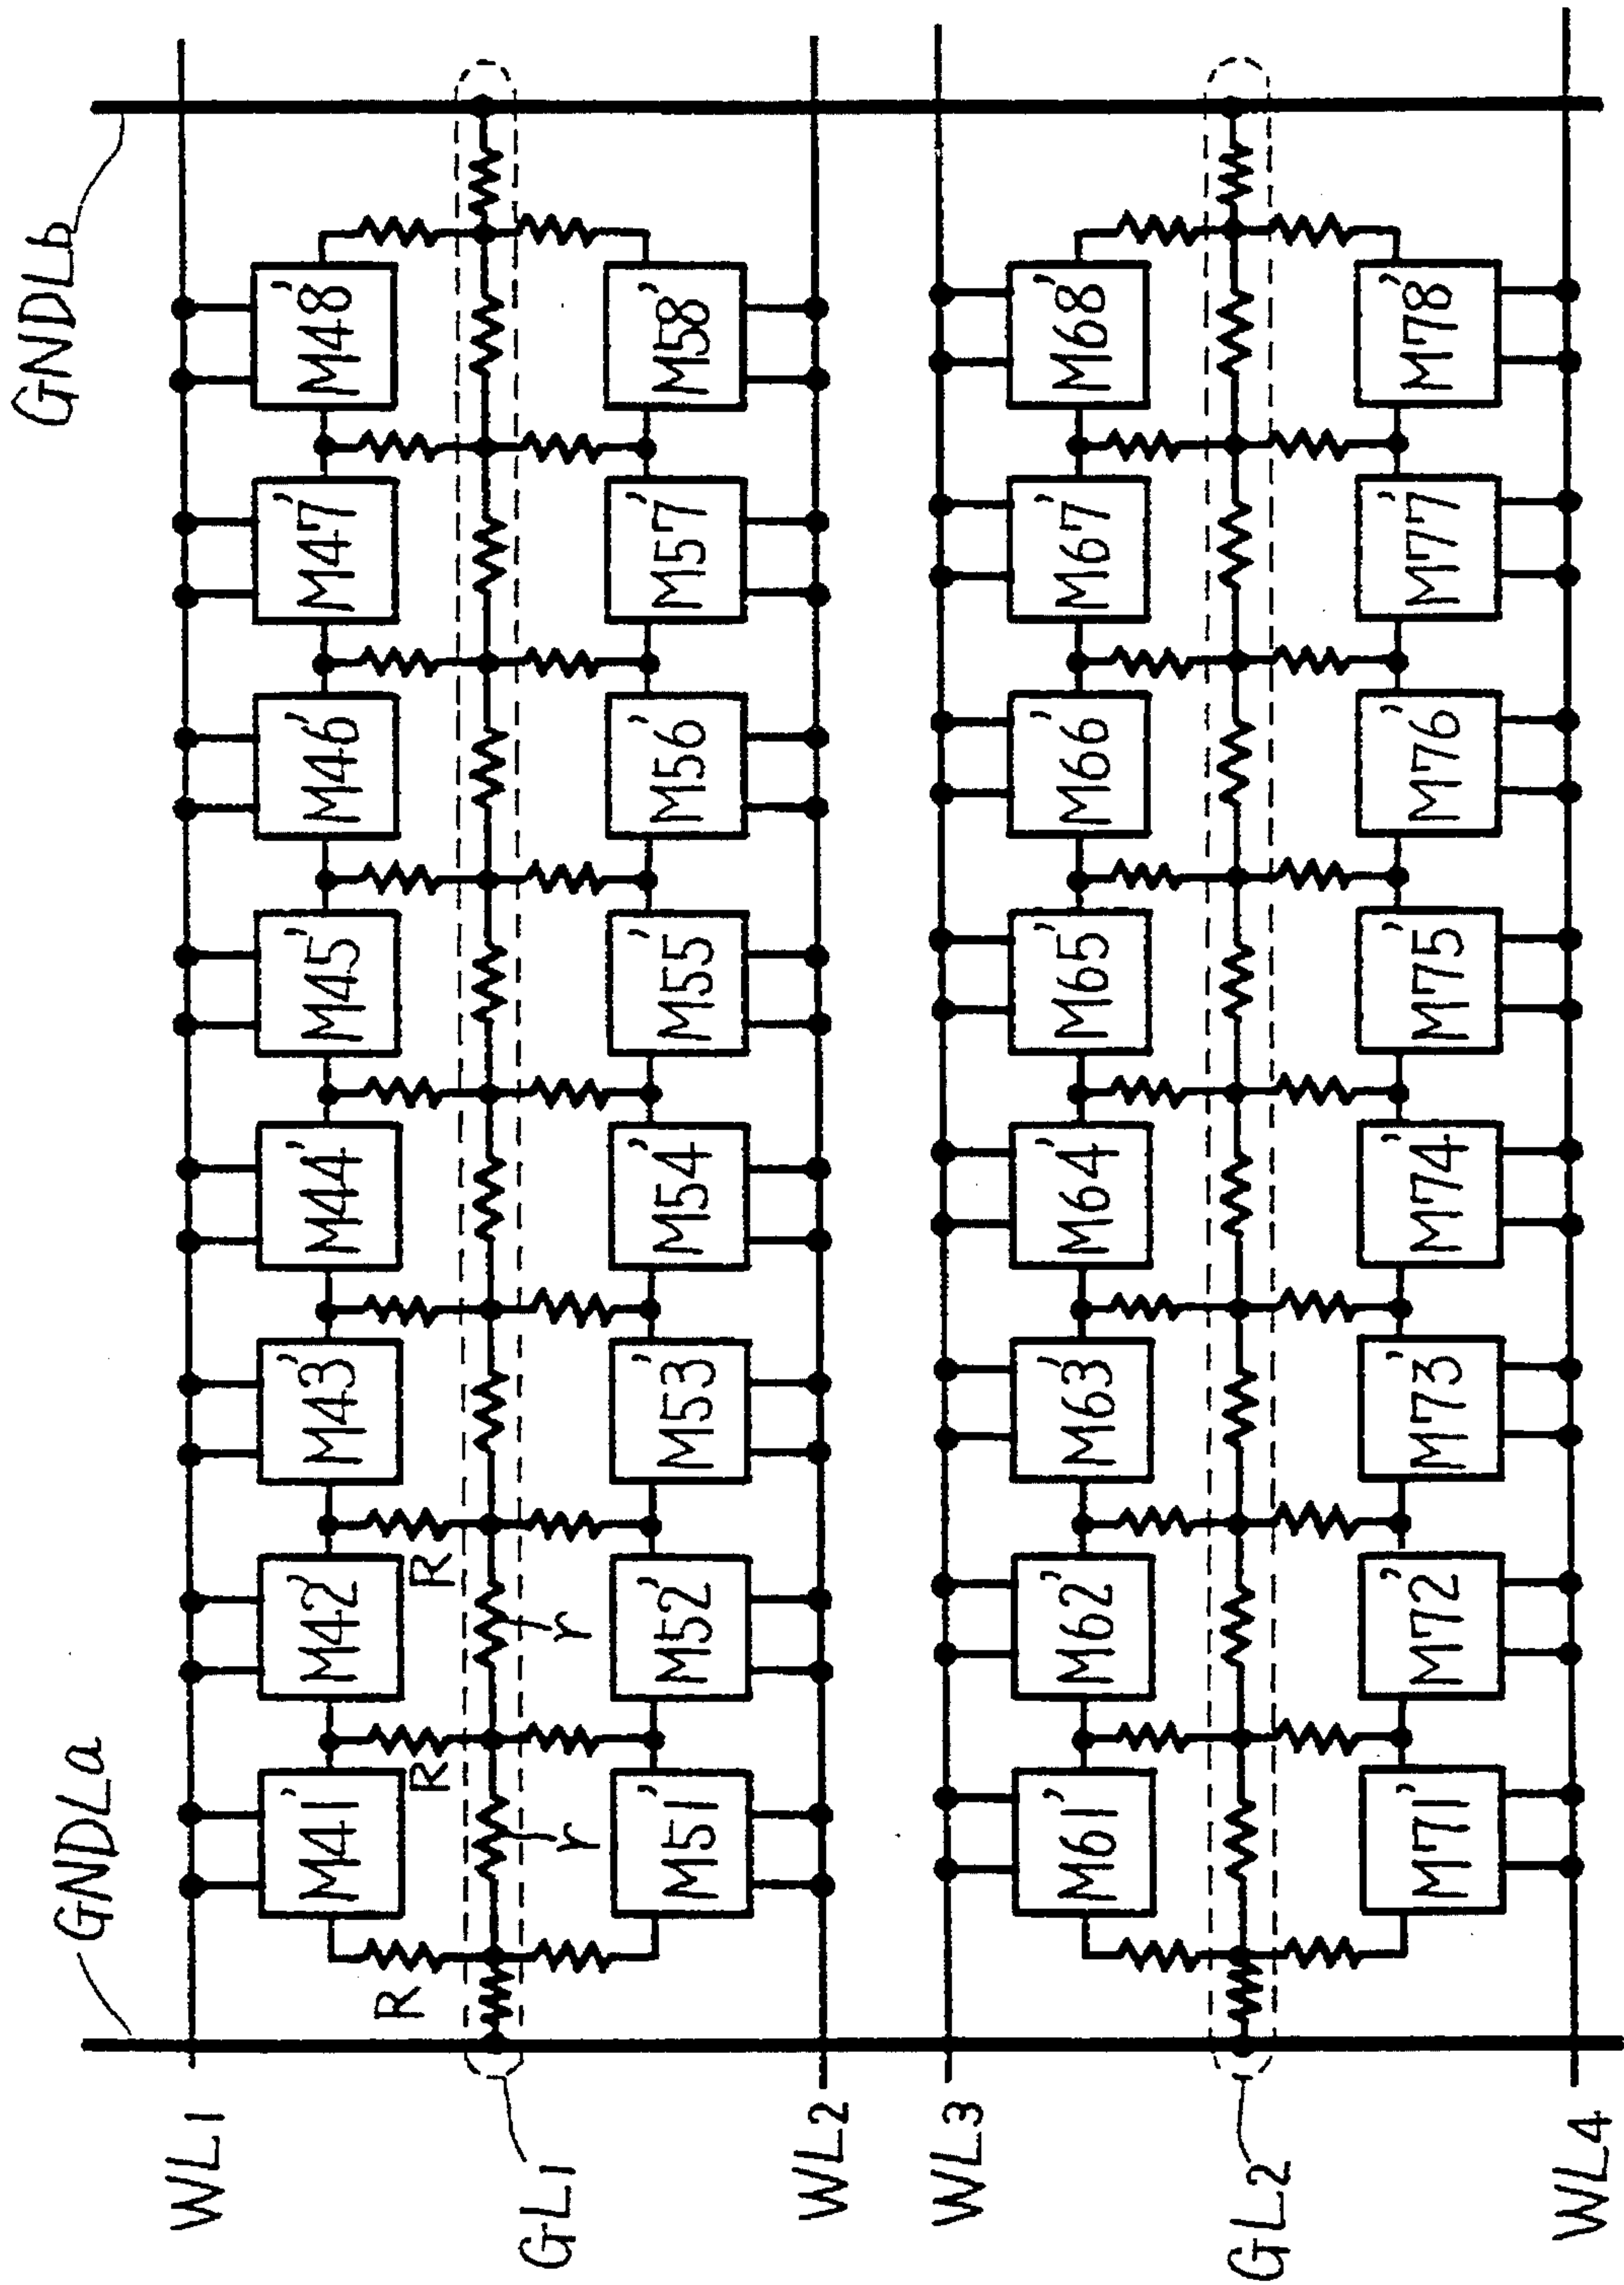 GNDLa
GNDLb
WL1
M41'
M42'
M43'
M44'
M45'
M46'
M47'
M48'
R
R
R
GL1
r
r
M51'
M52'
M53'
M54'
M55'
M56'
M57'
M58'
WL2
WL3
M61'
M62'
M63'
M64'
M65'
M66'
M67'
M68'
GL2
M71'
M72'
M73'
M74'
M75'
M76'
M77'
M78'
WL4